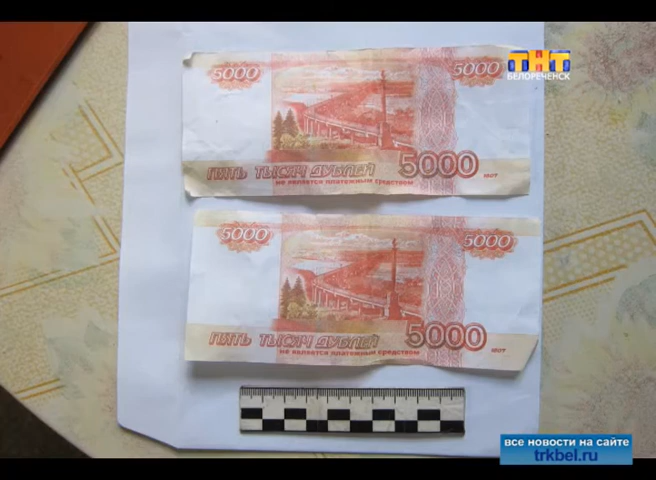 ТНТ
БЕЛОРЕЧЕНСК
5000
5000
ПЯТЬ ТЫСЯЧ ДУБЛЕЙ
5000
не является платежным средством
5000
5000
ПЯТЬ ТЫСЯЧ ДУБЛЕЙ
5000
не является платежным средством
все новости на сайте
trkbel.ru